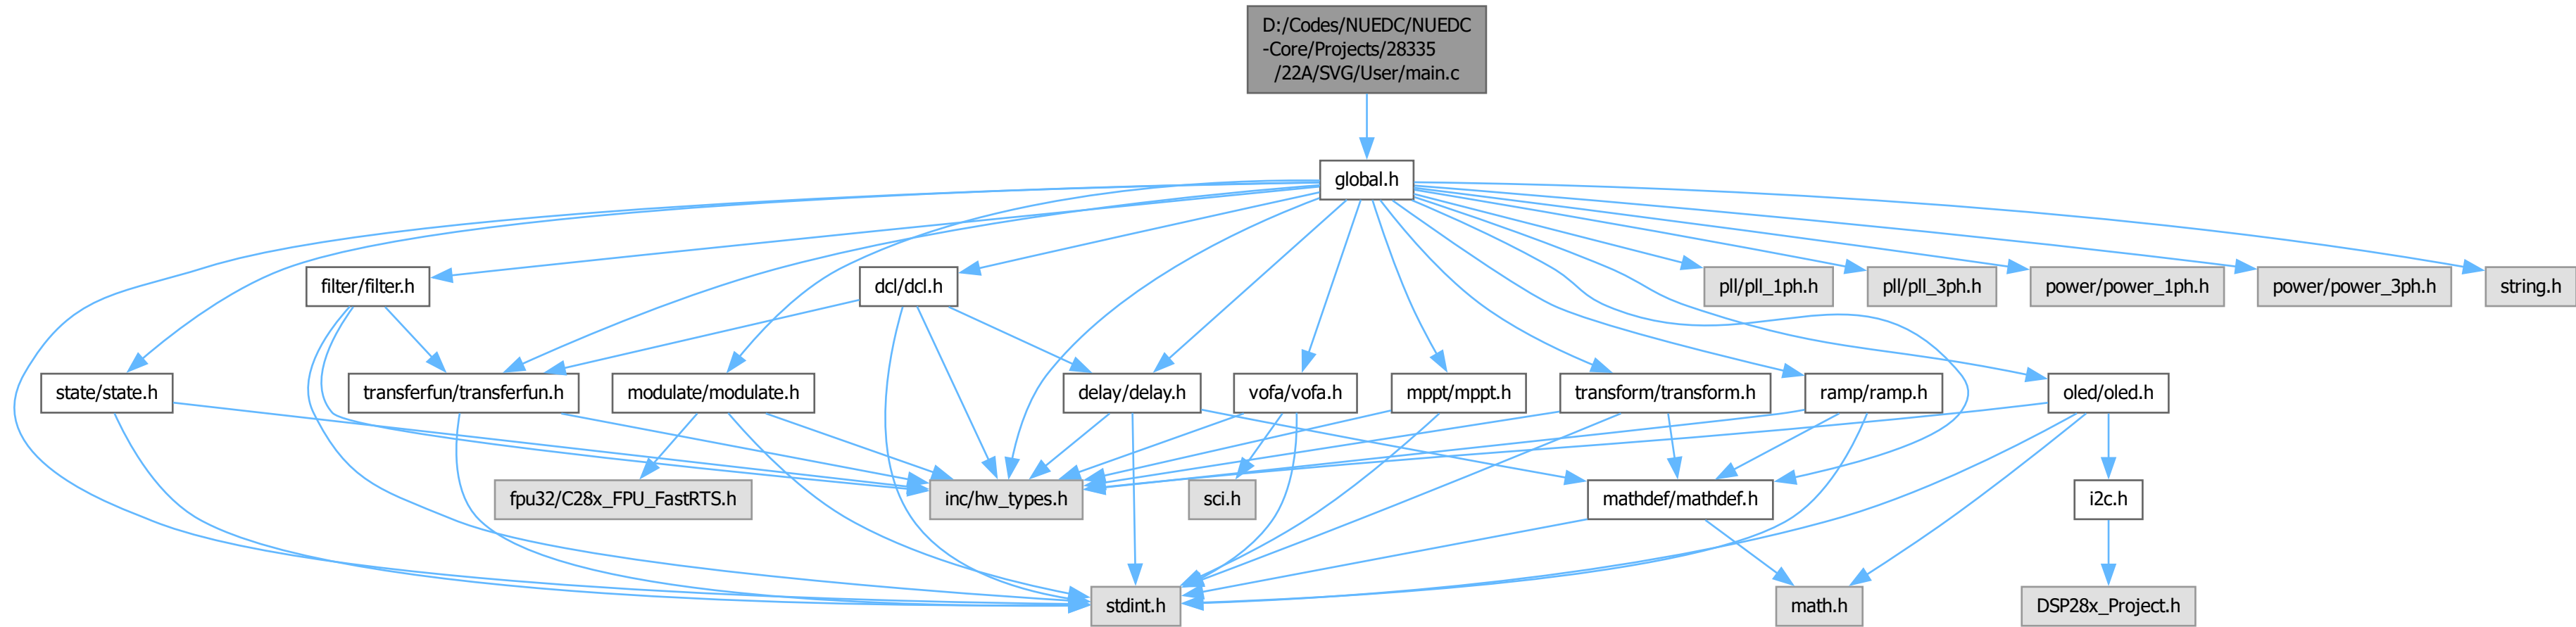 D:/Codes/NUEDC/NUEDC
-Core/Projects/28335
/22A/SVG/User/main.c
global.h
filter/filter.h
dcl/dcl.h
pll/pll_1ph.h
pll/pll_3ph.h
power/power_1ph.h
power/power_3ph.h
string.h
state/state.h
transferfun/transferfun.h
modulate/modulate.h
delay/delay.h
vofa/vofa.h
mppt/mppt.h
transform/transform.h
ramp/ramp.h
oled/oled.h
fpu32/C28x_FPU_FastRTS.h
inc/hw_types.h
sci.h
mathdef/mathdef.h
i2c.h
stdint.h
math.h
DSP28x_Project.h